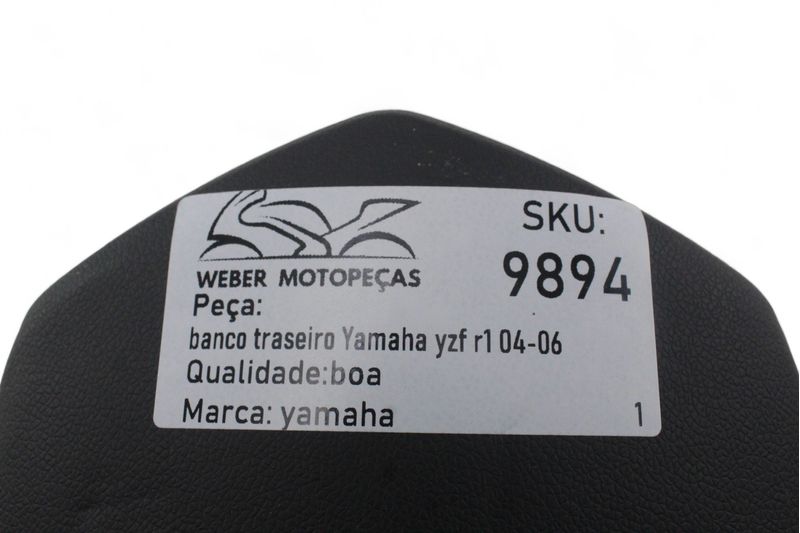 SKU:
9894
WEBER MOTOPEÇAS
Peça:
banco traseiro Yamaha yzf r1 04-06
Qualidade:boa
Marca: yamaha 1